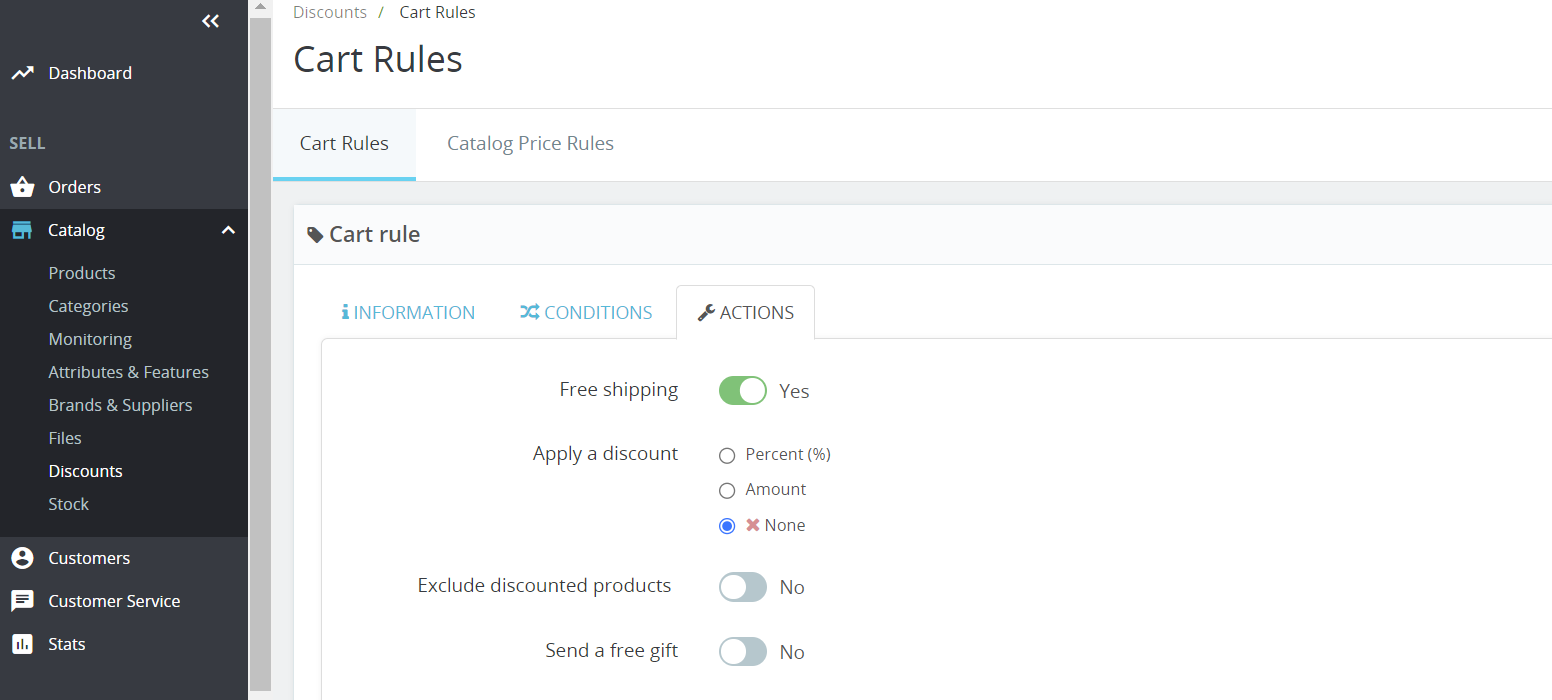 Dashboard
SELL
Orders
Catalog
Products
Categories
Monitoring
Attributes & Features
Brands & Suppliers
Files
Discounts
Stock
Customers
Customer Service
Stats
Discounts / Cart Rules
Cart Rules
Cart Rules Catalog Price Rules
Cart rule
INFORMATION CONDITIONS ACTIONS
Free shipping Yes
Apply a discount Percent (%)
Amount
None
Exclude discounted products No
Send a free gift No